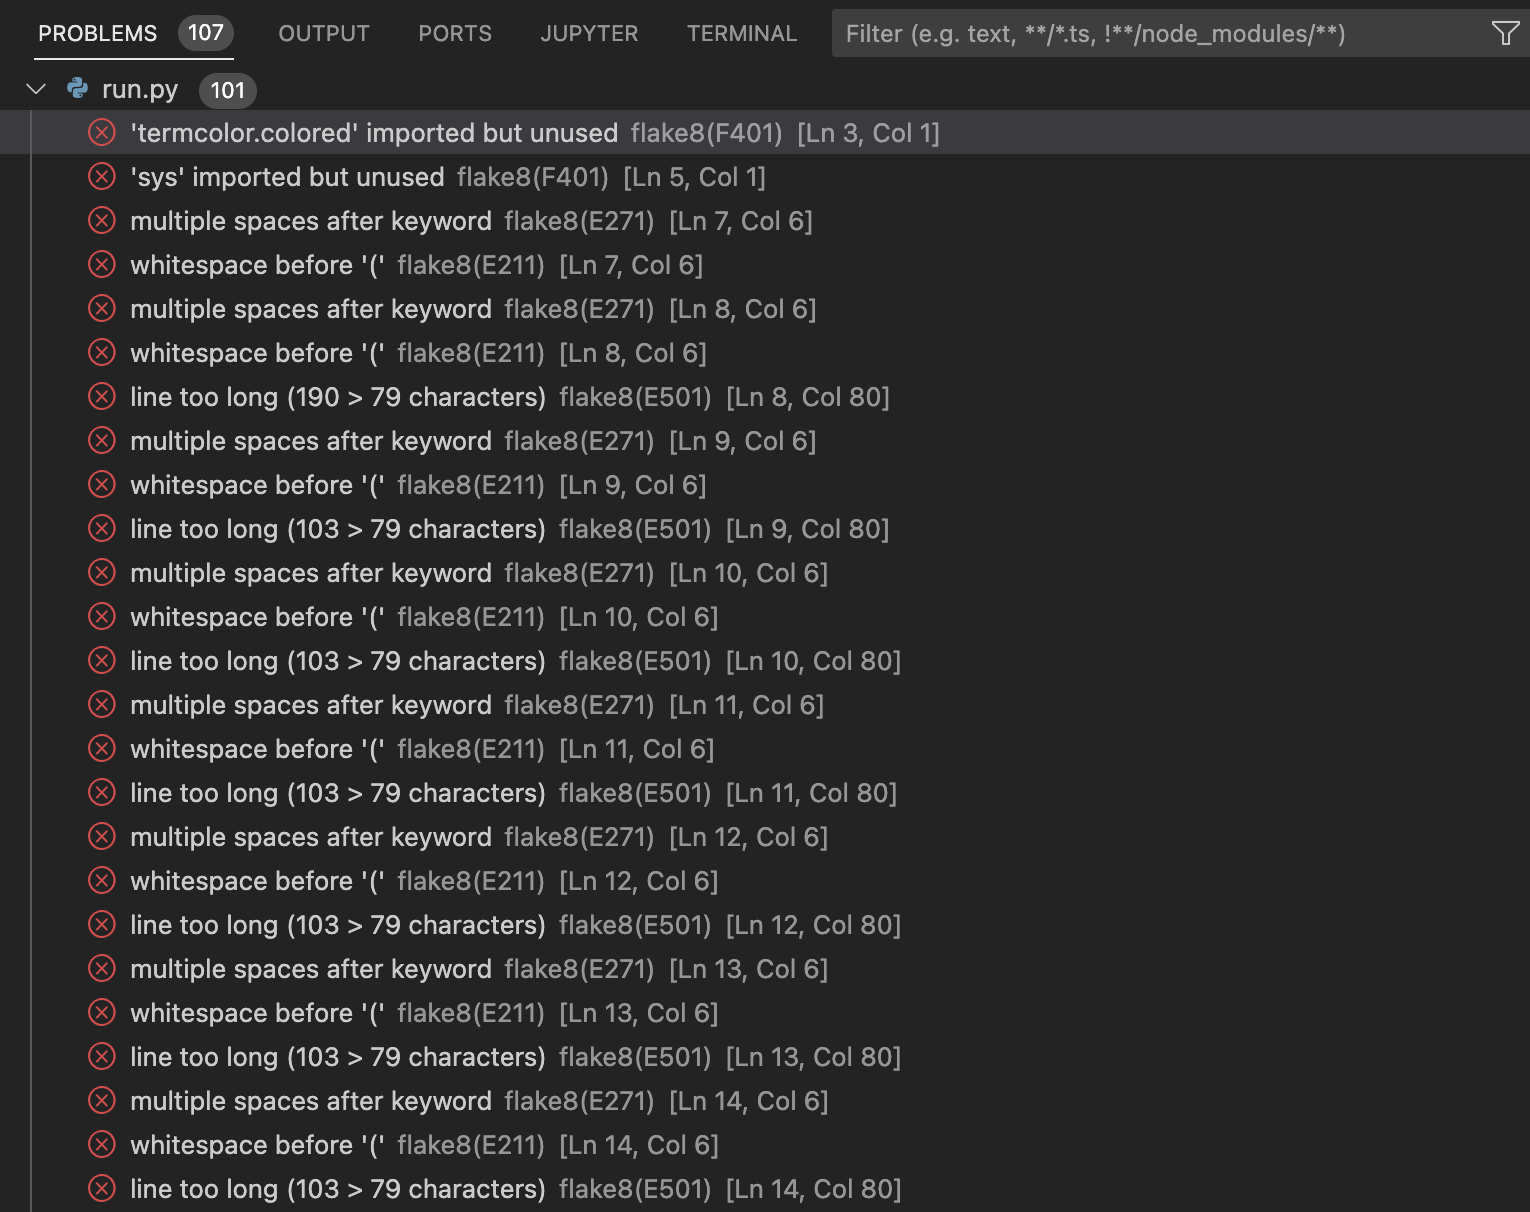 PROBLEMS 107 OUTPUT PORTS JUPYTER TERMINAL Filter (e.g. text, **/*.ts, !**/node_modules/**)
run.py 101
'termcolor.colored' imported but unused flake8(F401) [Ln 3, Col 1]
'sys' imported but unused flake8(F401) [Ln 5, Col 1]
multiple spaces after keyword flake8(E271) [Ln 7, Col 6]
whitespace before '(' flake8(E211) [Ln 7, Col 6]
multiple spaces after keyword flake8(E271) [Ln 8, Col 6]
whitespace before '(' flake8(E211) [Ln 8, Col 6]
line too long (190 > 79 characters) flake8(E501) [Ln 8, Col 80]
multiple spaces after keyword flake8(E271) [Ln 9, Col 6]
whitespace before '(' flake8(E211) [Ln 9, Col 6]
line too long (103 > 79 characters) flake8(E501) [Ln 9, Col 80]
multiple spaces after keyword flake8(E271) [Ln 10, Col 6]
whitespace before '(' flake8(E211) [Ln 10, Col 6]
line too long (103 > 79 characters) flake8(E501) [Ln 10, Col 80]
multiple spaces after keyword flake8(E271) [Ln 11, Col 6]
whitespace before '(' flake8(E211) [Ln 11, Col 6]
line too long (103 > 79 characters) flake8(E501) [Ln 11, Col 80]
multiple spaces after keyword flake8(E271) [Ln 12, Col 6]
whitespace before '(' flake8(E211) [Ln 12, Col 6]
line too long (103 > 79 characters) flake8(E501) [Ln 12, Col 80]
multiple spaces after keyword flake8(E271) [Ln 13, Col 6]
whitespace before '(' flake8(E211) [Ln 13, Col 6]
line too long (103 > 79 characters) flake8(E501) [Ln 13, Col 80]
multiple spaces after keyword flake8(E271) [Ln 14, Col 6]
whitespace before '(' flake8(E211) [Ln 14, Col 6]
line too long (103 > 79 characters) flake8(E501) [Ln 14, Col 80]